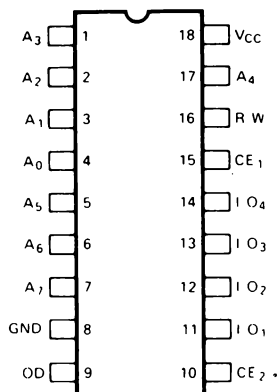 A3 1 18 VCC
A2 2 17 A4
A1 3 16 R W
A0 4 15 CE1
A5 5 14 I O4
A6 6 13 I O3
A7 7 12 I O2
GND 8 11 I O1
OD 9 10 CE2